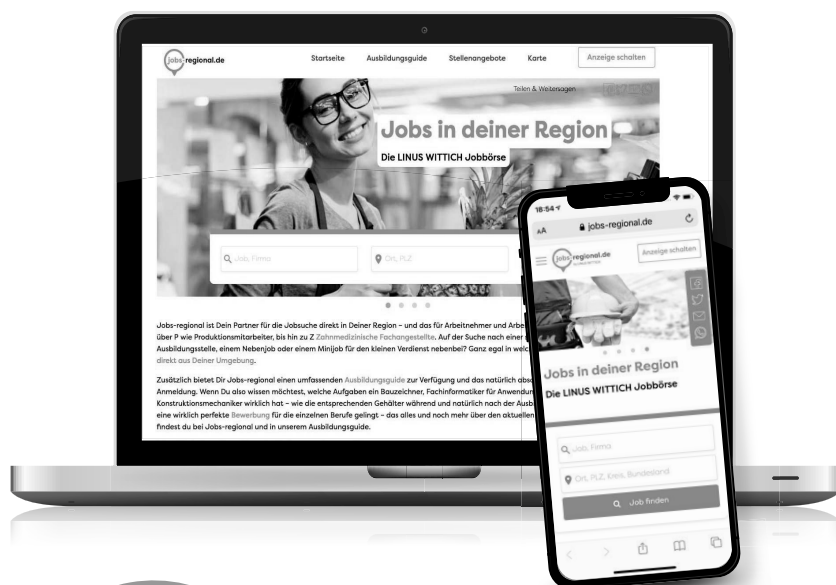 jobs-regional.de
Startseite Ausbildungsguide Stellenangebote Karte Anzeige schalten
Teilen & Weitersagen
Jobs in deiner Region
Die LINUS WITTICH Jobbörse
Job, Firma
Ort, PLZ
Jobs-regional ist Dein Partner für die Jobsuche direkt in Deiner Region – und das für Arbeitnehmer und Arbe
über P wie Produktionsmitarbeiter, bis hin zu Z Zahnmedizinische Fachangestellte. Auf der Suche nach einer
Ausbildungsstelle, einem Nebenjob oder einem Minijob für den kleinen Verdienst nebenbei? Ganz egal in welc
direkt aus Deiner Umgebung.
Zusätzlich bietet Dir Jobs-regional einen umfassenden Ausbildungsguide zur Verfügung und das natürlich abso
Anmeldung. Wenn Du also wissen möchtest, welche Aufgaben ein Bauzeichner, Fachinformatiker für Anwendun
Konstruktionsmechaniker wirklich hat – wie die entsprechenden Gehälter während und natürlich nach der Ausb
eine wirklich perfekte Bewerbung für die einzelnen Berufe gelingt – das alles und noch mehr über den aktuellen
findest du bei Jobs-regional und in unserem Ausbildungsguide.
16:54
AA jobs-regional.de
jobs-regional.de Anzeige schalten
Jobs in deiner Region
Die LINUS WITTICH Jobbörse
Job, Firma
Ort, PLZ, Kreis, Bundesland
Job finden